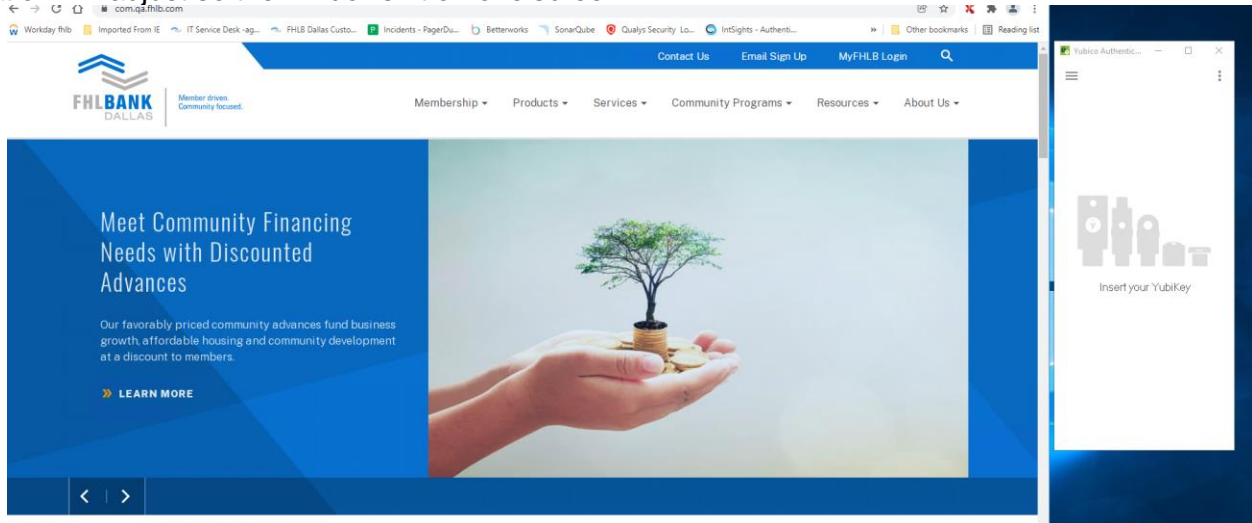 com.qa.fhlb.com
Workday fhlb Imported From IE IT Service Desk -ag... FHLB Dallas Custo... Incidents - PagerDu... Betterworks SonarQube Qualys Security Lo... IntSights - Authenti... » Other bookmarks Reading list
Contact Us Email Sign Up MyFHLB Login
FHLBANK
DALLAS
Member driven.
Community focused.
Membership Products Services Community Programs Resources About Us
Meet Community Financing
Needs with Discounted
Advances
Our favorably priced community advances fund business
growth, affordable housing and community development
at a discount to members.
» LEARN MORE
Yubico Authentic...
Insert your YubiKey